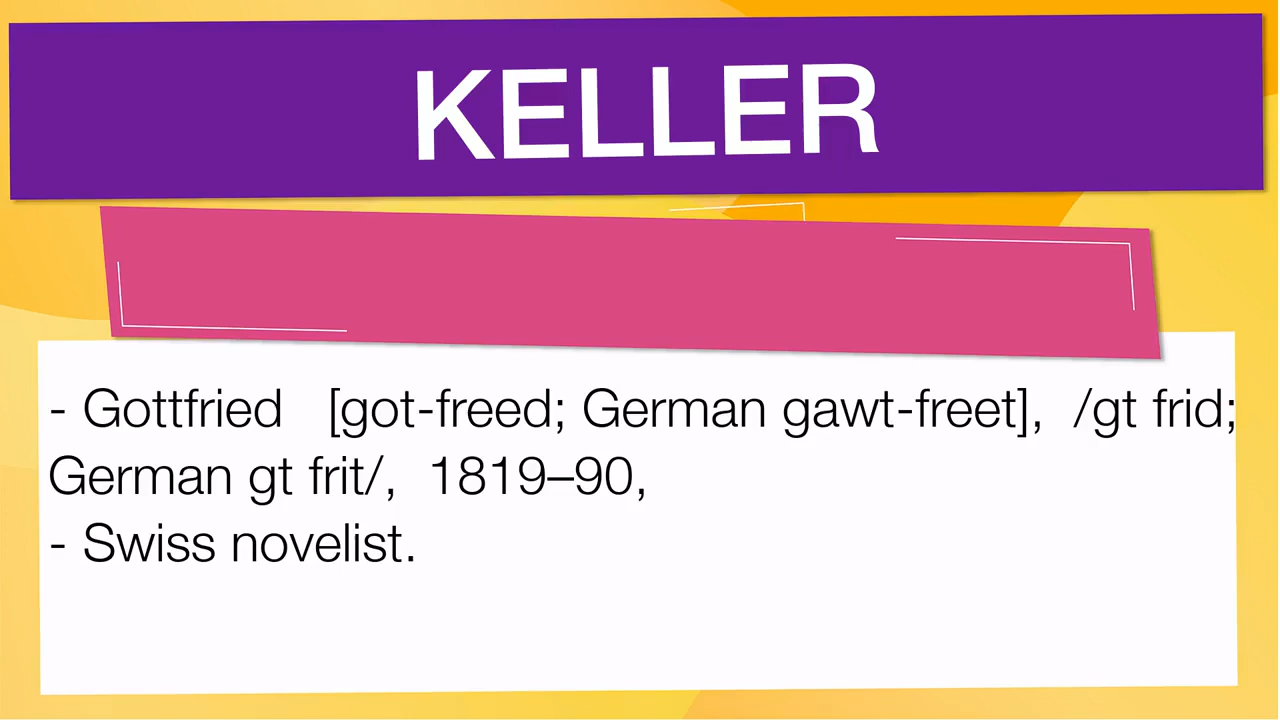 KELLER
- Gottfried [got-freed; German gawt-freet], /gt frid;
German gt frit/, 1819–90,
- Swiss novelist.